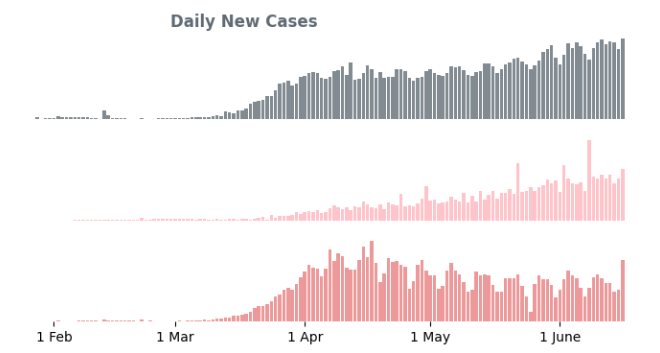 Daily New Cases
1 Feb 1 Mar 1 Apr 1 May 1 June